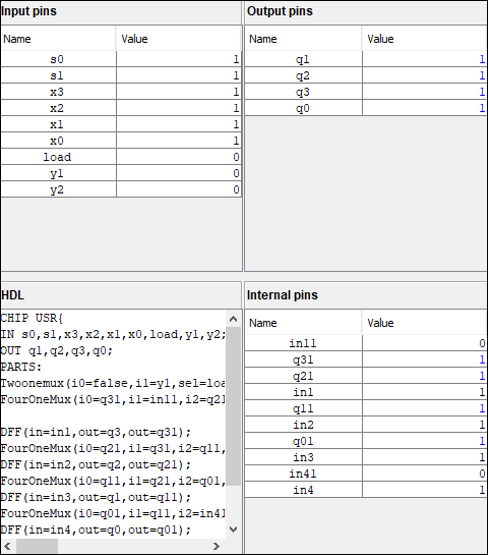 Input pins
Name Value
s0 1
s1 1
x3 1
x2 1
x1 1
x0 1
load 0
y1 0
y2 0
Output pins
Name Value
q1 1
q2 1
q3 1
q0 1
HDL
CHIP USR{
IN s0,s1,x3,x2,x1,x0,load,y1,y2;
OUT q1,q2,q3,q0;
PARTS:
Twoonemux(i0=false,i1=y1,sel=loa
FourOneMux(i0=q31,i1=in11,i2=q21
DFF(in=in1,out=q3,out=q31);
FourOneMux(i0=q21,i1=q31,i2=q11,
DFF(in=in2,out=q2,out=q21);
FourOneMux(i0=q11,i1=q21,i2=q01,
DFF(in=in3,out=q1,out=q11);
FourOneMux(i0=q01,i1=q11,i2=in41
DFF(in=in4,out=q0,out=q01);
Internal pins
Name Value
in11 0
q31 1
q21 1
in1 1
q11 1
in2 1
q01 1
in3 1
in41 0
in4 1